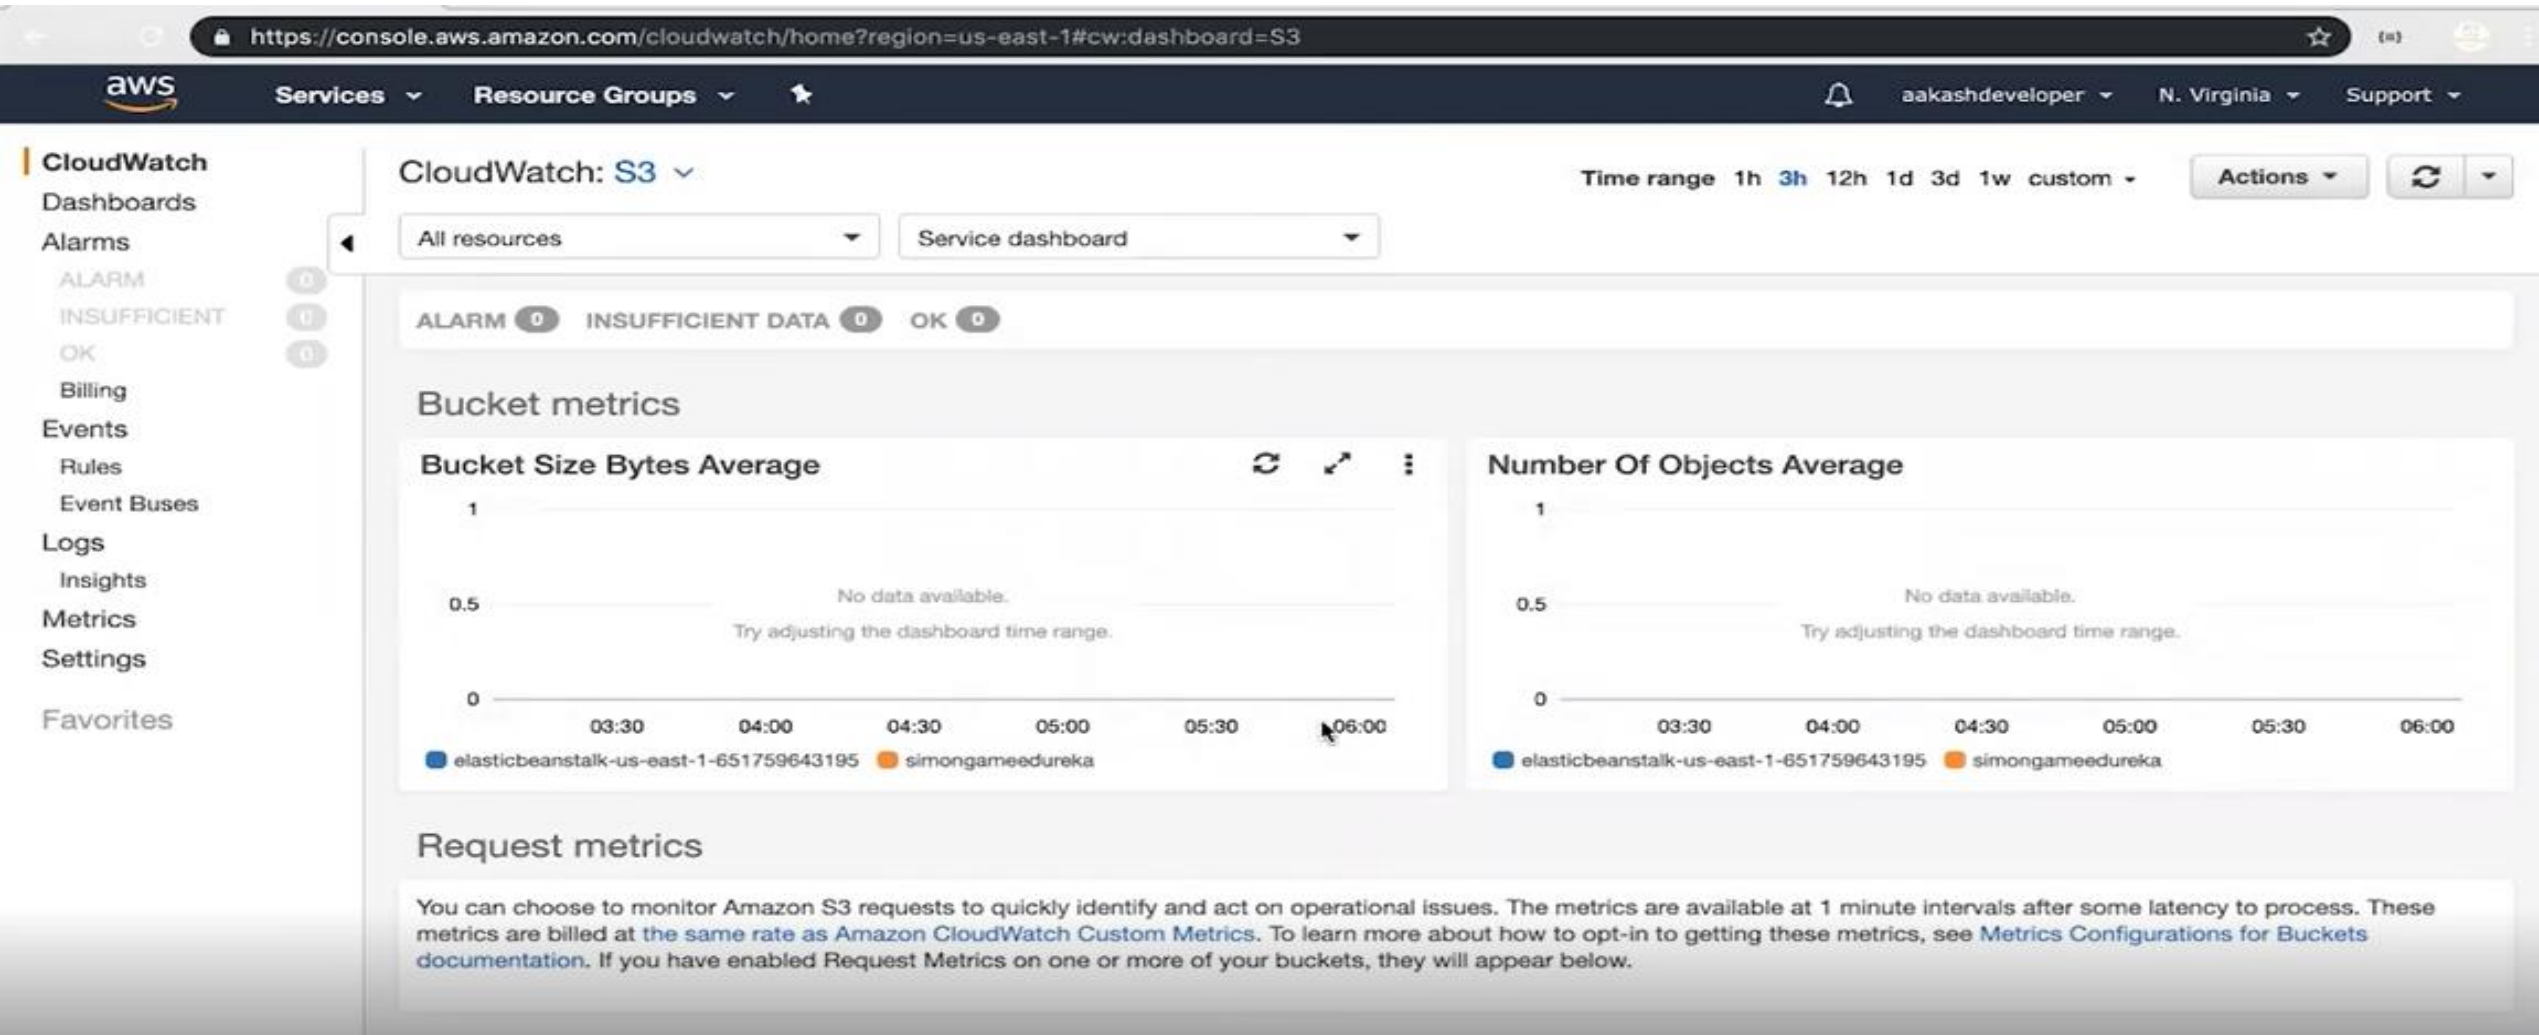 https://console.aws.amazon.com/cloudwatch/home?region=us-east-1#cw:dashboard=S3
aws Services Resource Groups aakashdeveloper N. Virginia Support
CloudWatch
Dashboards
Alarms
ALARM 0
INSUFFICIENT 0
OK 0
Billing
Events
Rules
Event Buses
Logs
Insights
Metrics
Settings
Favorites
CloudWatch: S3
Time range 1h 3h 12h 1d 3d 1w custom Actions
All resources Service dashboard
ALARM 0 INSUFFICIENT DATA 0 OK 0
Bucket metrics
Bucket Size Bytes Average
1
0.5
0
No data available.
Try adjusting the dashboard time range.
03:30 04:00 04:30 05:00 05:30 06:00
elasticbeanstalk-us-east-1-651759643195 simongameedureka
Number Of Objects Average
1
0.5
0
No data available.
Try adjusting the dashboard time range.
03:30 04:00 04:30 05:00 05:30 06:00
elasticbeanstalk-us-east-1-651759643195 simongameedureka
Request metrics
You can choose to monitor Amazon S3 requests to quickly identify and act on operational issues. The metrics are available at 1 minute intervals after some latency to process. These
metrics are billed at the same rate as Amazon CloudWatch Custom Metrics. To learn more about how to opt-in to getting these metrics, see Metrics Configurations for Buckets
documentation. If you have enabled Request Metrics on one or more of your buckets, they will appear below.